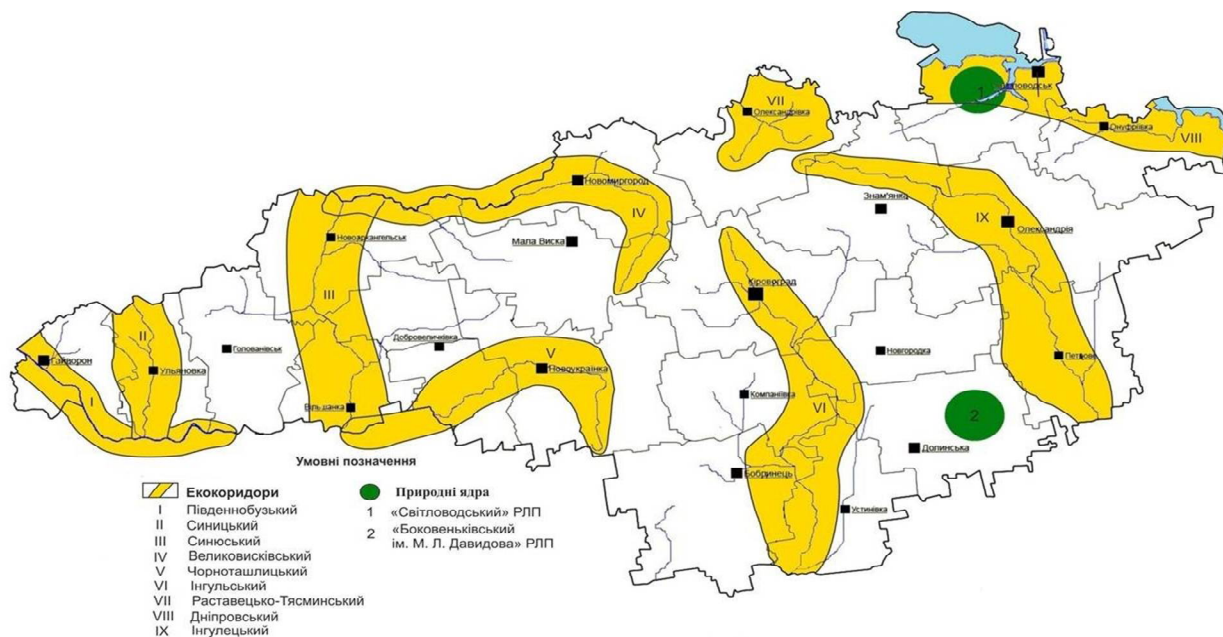 VII
Олександрівка
1
Світловодськ
Онуфріївка
VIII
Новомиргород
IV
Знам'янка
IX
Олександрія
Новоархангельськ
Мала Виска
III
Кіровоград
II
Гайворон
Ульяновка
Голованівськ
Добровеличківка
V
Новоукраїнка
Новгородка
Петрове
I
Вільшанка
Компаніївка
VI
2
Долинська
Бобринець
Устинівка
Умовні позначення
Екокоридори
I Південнобузький
II Синицький
III Синюський
IV Великовисківський
V Чорноташлицький
VI Інгульський
VII Раставецько-Тясминський
VIII Дніпровський
IX Інгулецький
Природні ядра
1 «Світловодський» РЛП
2 «Боковеньківський
ім. М. Л. Давидова» РЛП